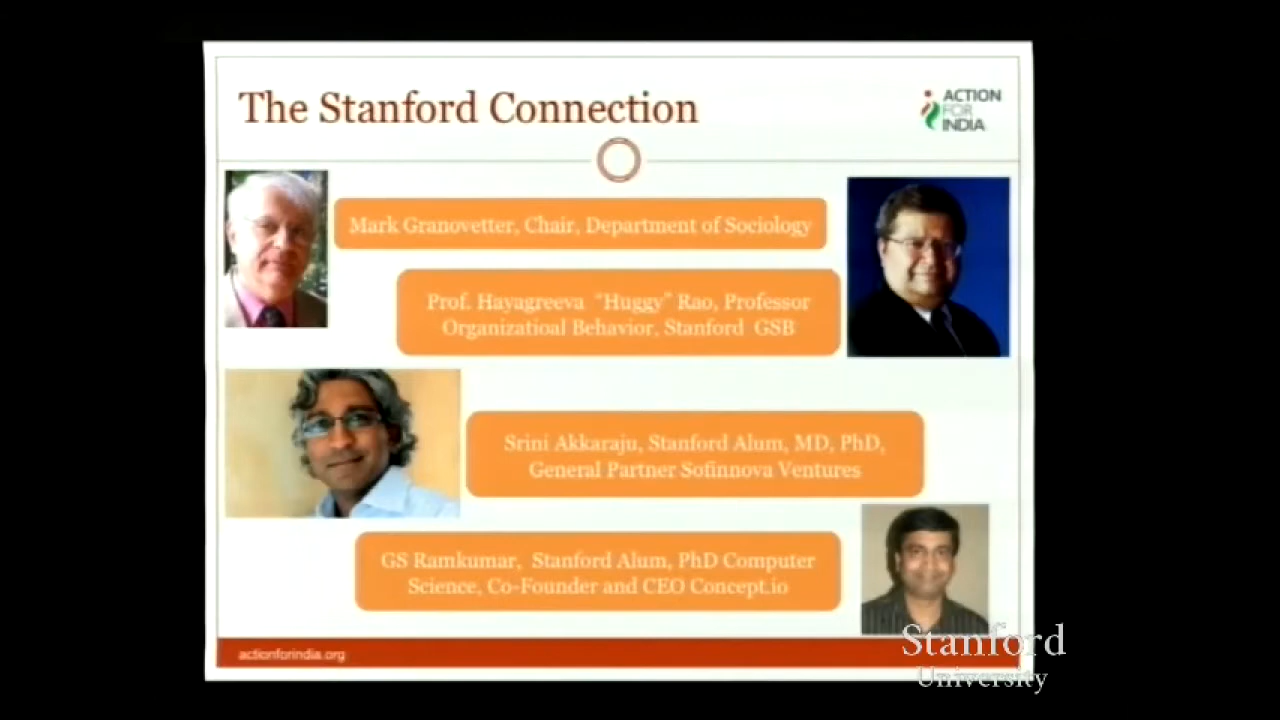 The Stanford Connection
ACTION
FOR
INDIA
Mark Granovetter, Chair, Department of Sociology
Prof. Hayagreeva “Huggy” Rao, Professor
Organizatioal Behavior, Stanford GSB
Srini Akkaraju, Stanford Alum, MD, PhD,
General Partner Sofinnova Ventures
GS Ramkumar, Stanford Alum, PhD Computer
Science, Co-Founder and CEO Concept.io
actionforindia.org
Stanford
University